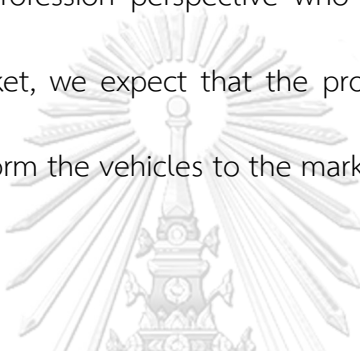 rofession perspective who
ket, we expect that the pro
orm the vehicles to the mark